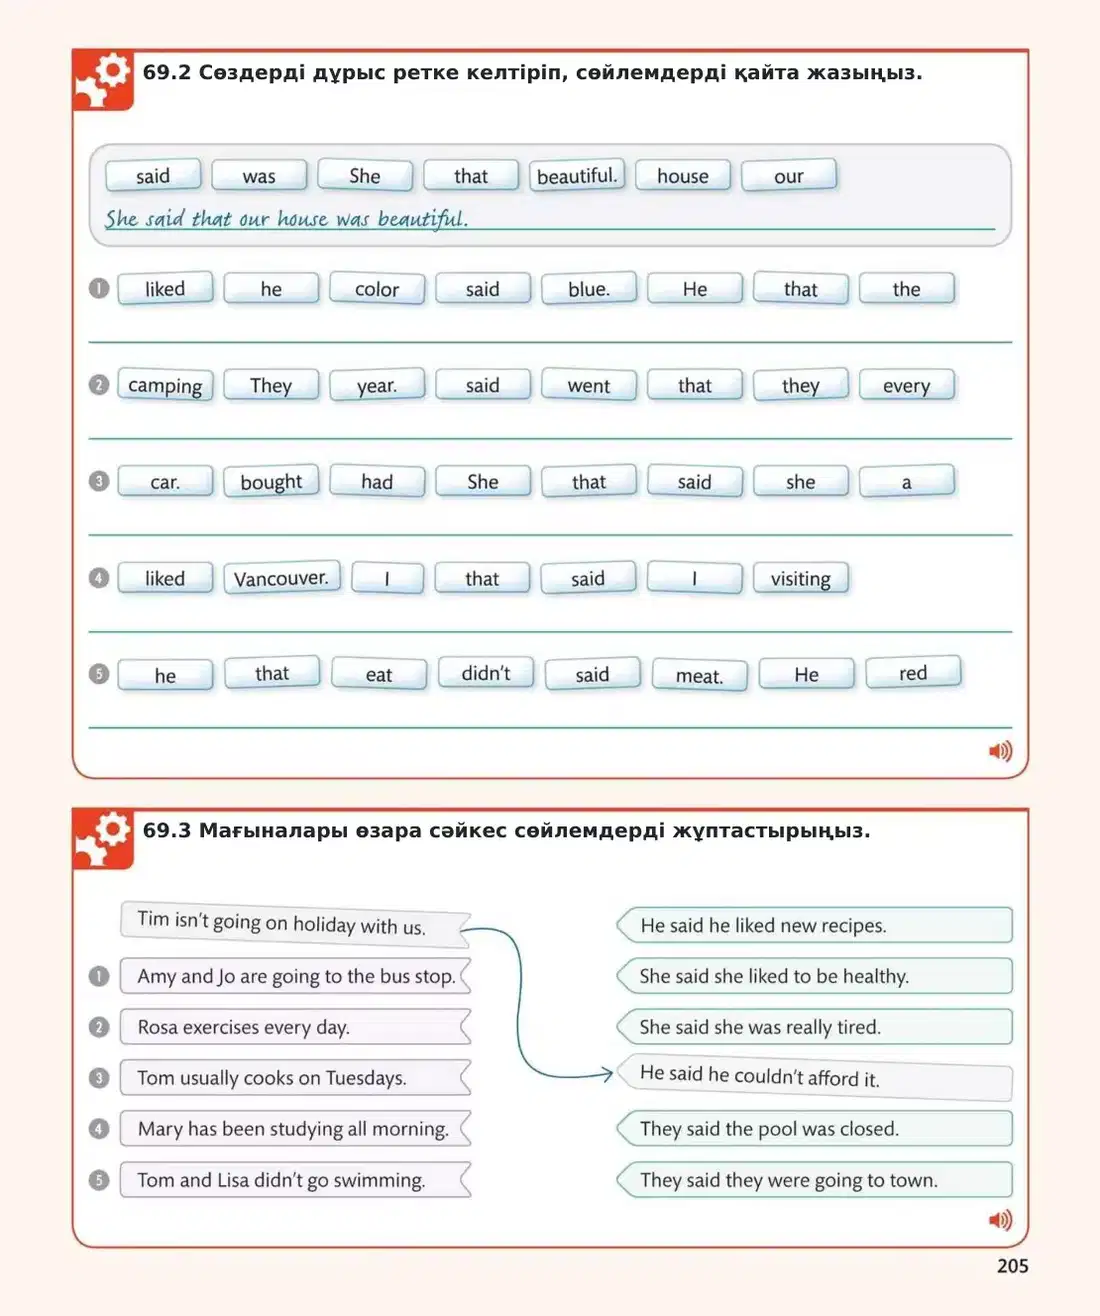 69.2 Сөздерді дұрыс ретке келтіріп, сөйлемдерді қайта жазыңыз.
said was She that beautiful. house our
She said that our house was beautiful.
1 liked he color said blue. He that the
2 camping They year. said went that they every
3 car. bought had She that said she a
4 liked Vancouver. I that said I visiting
5 he that eat didn't said meat. He red
69.3 Мағыналары өзара сәйкес сөйлемдерді жұптастырыңыз.
Tim isn't going on holiday with us. He said he liked new recipes.
1 Amy and Jo are going to the bus stop. She said she liked to be healthy.
2 Rosa exercises every day. She said she was really tired.
3 Tom usually cooks on Tuesdays. He said he couldn't afford it.
4 Mary has been studying all morning. They said the pool was closed.
5 Tom and Lisa didn't go swimming. They said they were going to town.
205